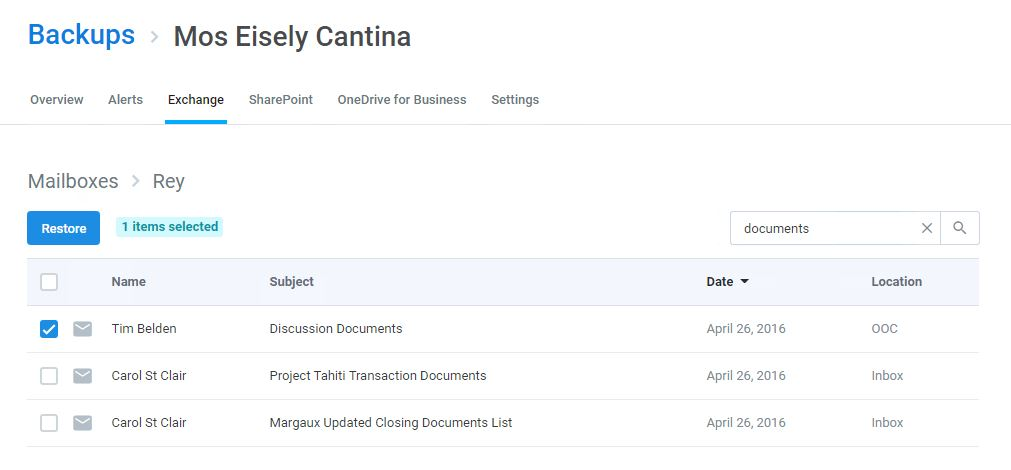 Backups > Mos Eisely Cantina
Overview Alerts Exchange SharePoint OneDrive for Business Settings
Mailboxes > Rey
Restore 1 items selected documents
Name Subject Date Location
Tim Belden Discussion Documents April 26, 2016 OOC
Carol St Clair Project Tahiti Transaction Documents April 26, 2016 Inbox
Carol St Clair Margaux Updated Closing Documents List April 26, 2016 Inbox